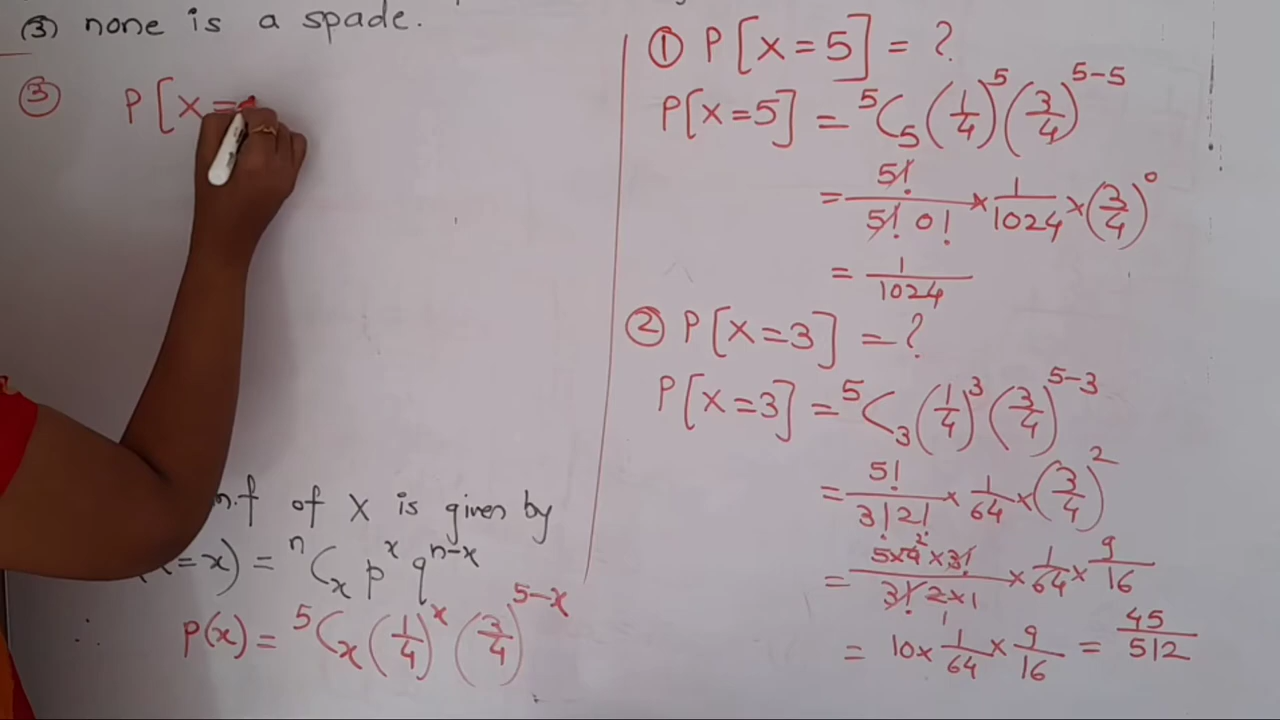 (3) none is a spade.
③ P[X=
m.f of X is given by
=x) = ⁿCₓ pˣ qⁿ⁻ˣ
∴ p(x) = ⁵Cₓ (1/4)ˣ (3/4)⁵⁻ˣ
① P[X=5] = ?
P[X=5] = ⁵C₅ (1/4)⁵ (3/4)⁵⁻⁵
= 5!/5! 0! × 1/1024 × (3/4)⁰
= 1/1024
② P[X=3] = ?
P[X=3] = ⁵C₃ (1/4)³ (3/4)⁵⁻³
= 5!/3!2! × 1/64 × (3/4)²
= 5×4²×3!/3! 2×1 × 1/64 × 9/16
= 10× 1/64 × 9/16 = 45/512